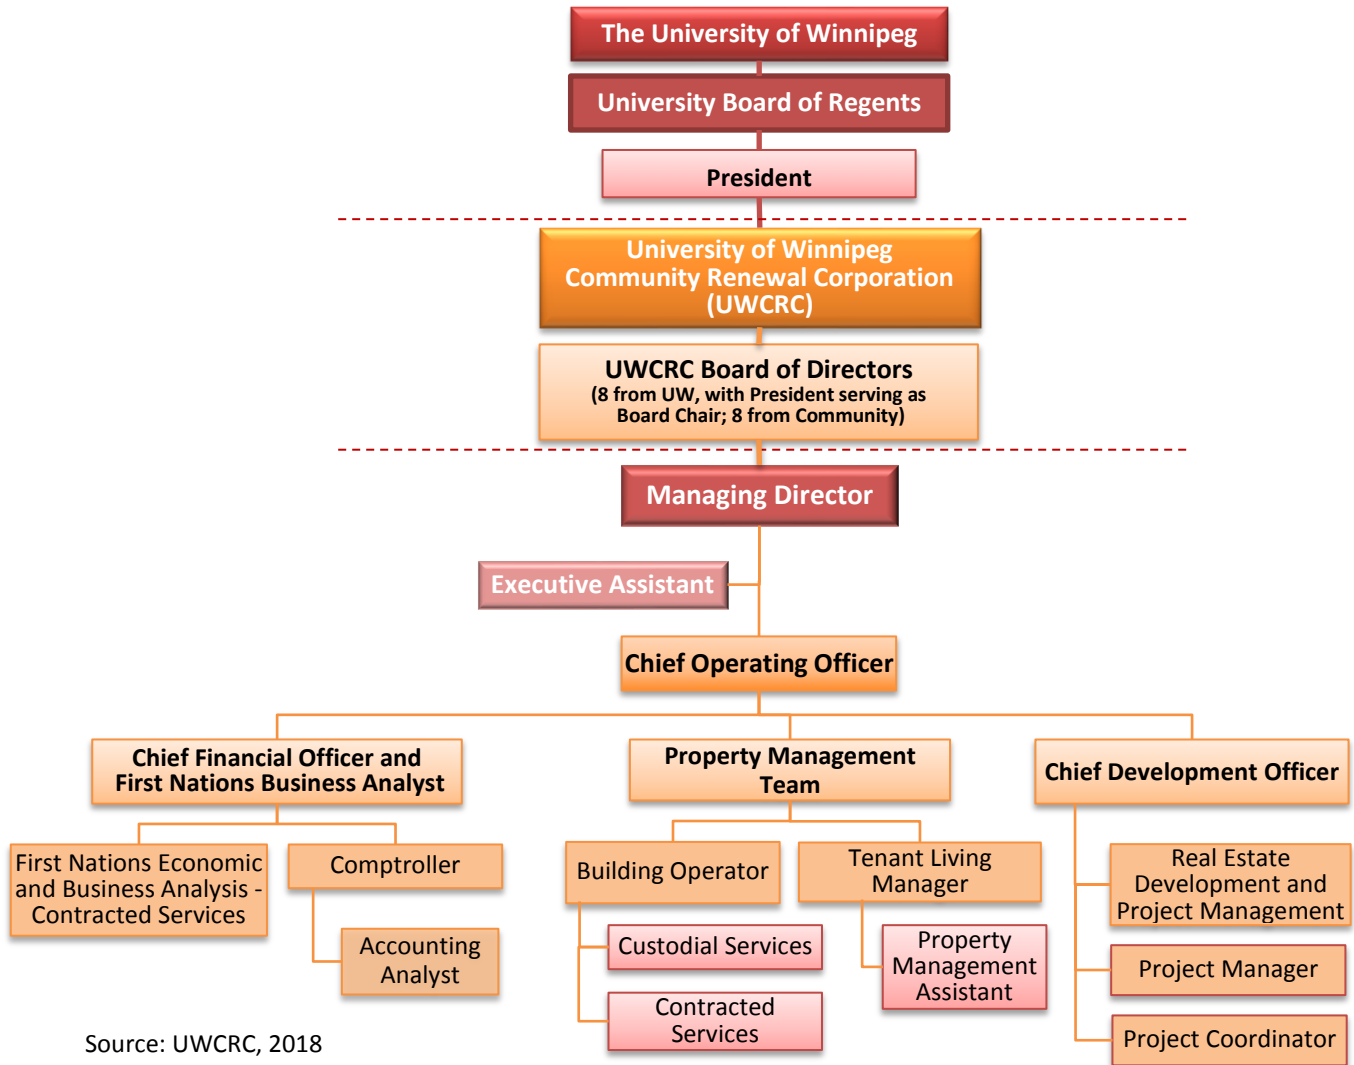 The University of Winnipeg
University Board of Regents
President
University of Winnipeg
Community Renewal Corporation
(UWCRC)
UWCRC Board of Directors
(8 from UW, with President serving as
Board Chair; 8 from Community)
Managing Director
Executive Assistant
Chief Operating Officer
Chief Financial Officer and
First Nations Business Analyst
Property Management
Team
Chief Development Officer
First Nations Economic
and Business Analysis -
Contracted Services
Comptroller
Accounting
Analyst
Building Operator
Custodial Services
Contracted
Services
Tenant Living
Manager
Property
Management
Assistant
Real Estate
Development and
Project Management
Project Manager
Project Coordinator
Source: UWCRC, 2018